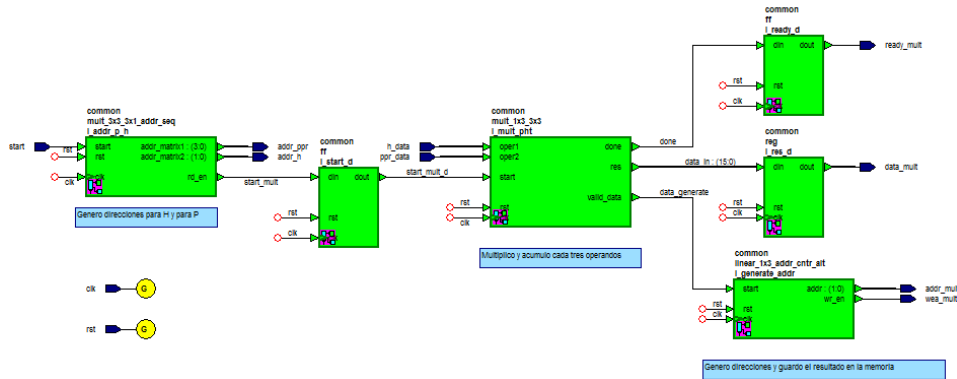 common
ff
I_ready_d
din dout
ready_mult
rst
rst
clk
common
mult_3x3_3x1_addr_seq
I_addr_p_h
start
start addr_matrix1 : (3:0)
addr_ppr
rst
rst addr_matrix2 : (1:0)
addr_h
clk
rd_en
start_mult
Genero direcciones para H y para P
common
ff
I_start_d
din dout
start_mult_d
rst
rst
clk
common
mult_1x3_3x3
I_mult_pht
h_data
oper1 done
done
ppr_data
oper2
res
data_in : (15:0)
start
valid_data
data_generate
rst
rst
clk
Multiplico y acumulo cada tres operandos
common
reg
I_res_d
din dout
data_mult
rst
rst
clk
common
linear_1x3_addr_cntr_alt
I_generate_addr
start addr : (1:0)
addr_mult
wr_en
wea_mult
rst
rst
clk
Genero direcciones y guardo el resultado en la memoria
clk
G
rst
G